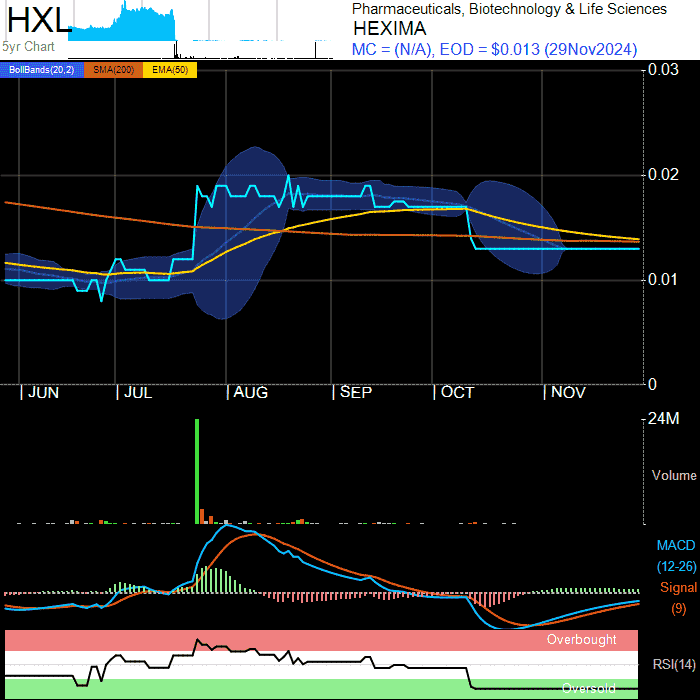 HXL
5yr Chart
Pharmaceuticals, Biotechnology & Life Sciences
HEXIMA
MC = (N/A), EOD = $0.013 (29Nov2024)
BollBands(20,2) SMA(200) EMA(50)
0.03
0.02
0.01
0
JUN JUL AUG SEP OCT NOV
24M
Volume
MACD
(12-26)
Signal
(9)
Overbought
RSI(14)
Oversold